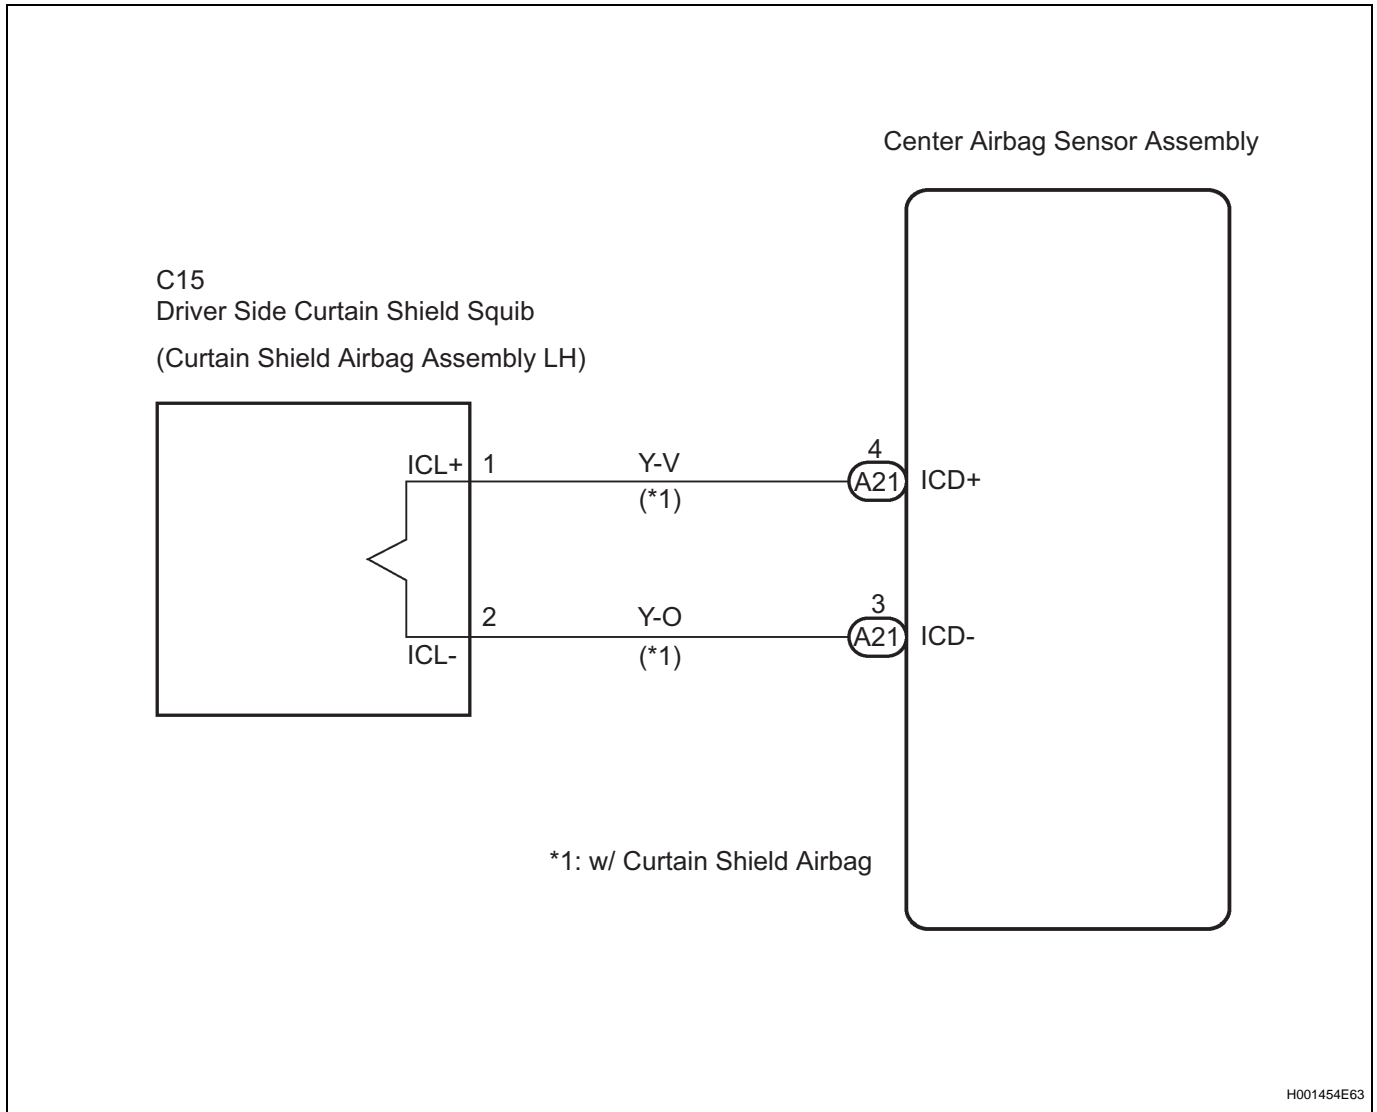 Center Airbag Sensor Assembly
C15
Driver Side Curtain Shield Squib
(Curtain Shield Airbag Assembly LH)
ICL+
1
Y-V
(*1)
4
A21
ICD+
2
Y-O
(*1)
3
A21
ICD-
ICL-
*1: w/ Curtain Shield Airbag
H001454E63